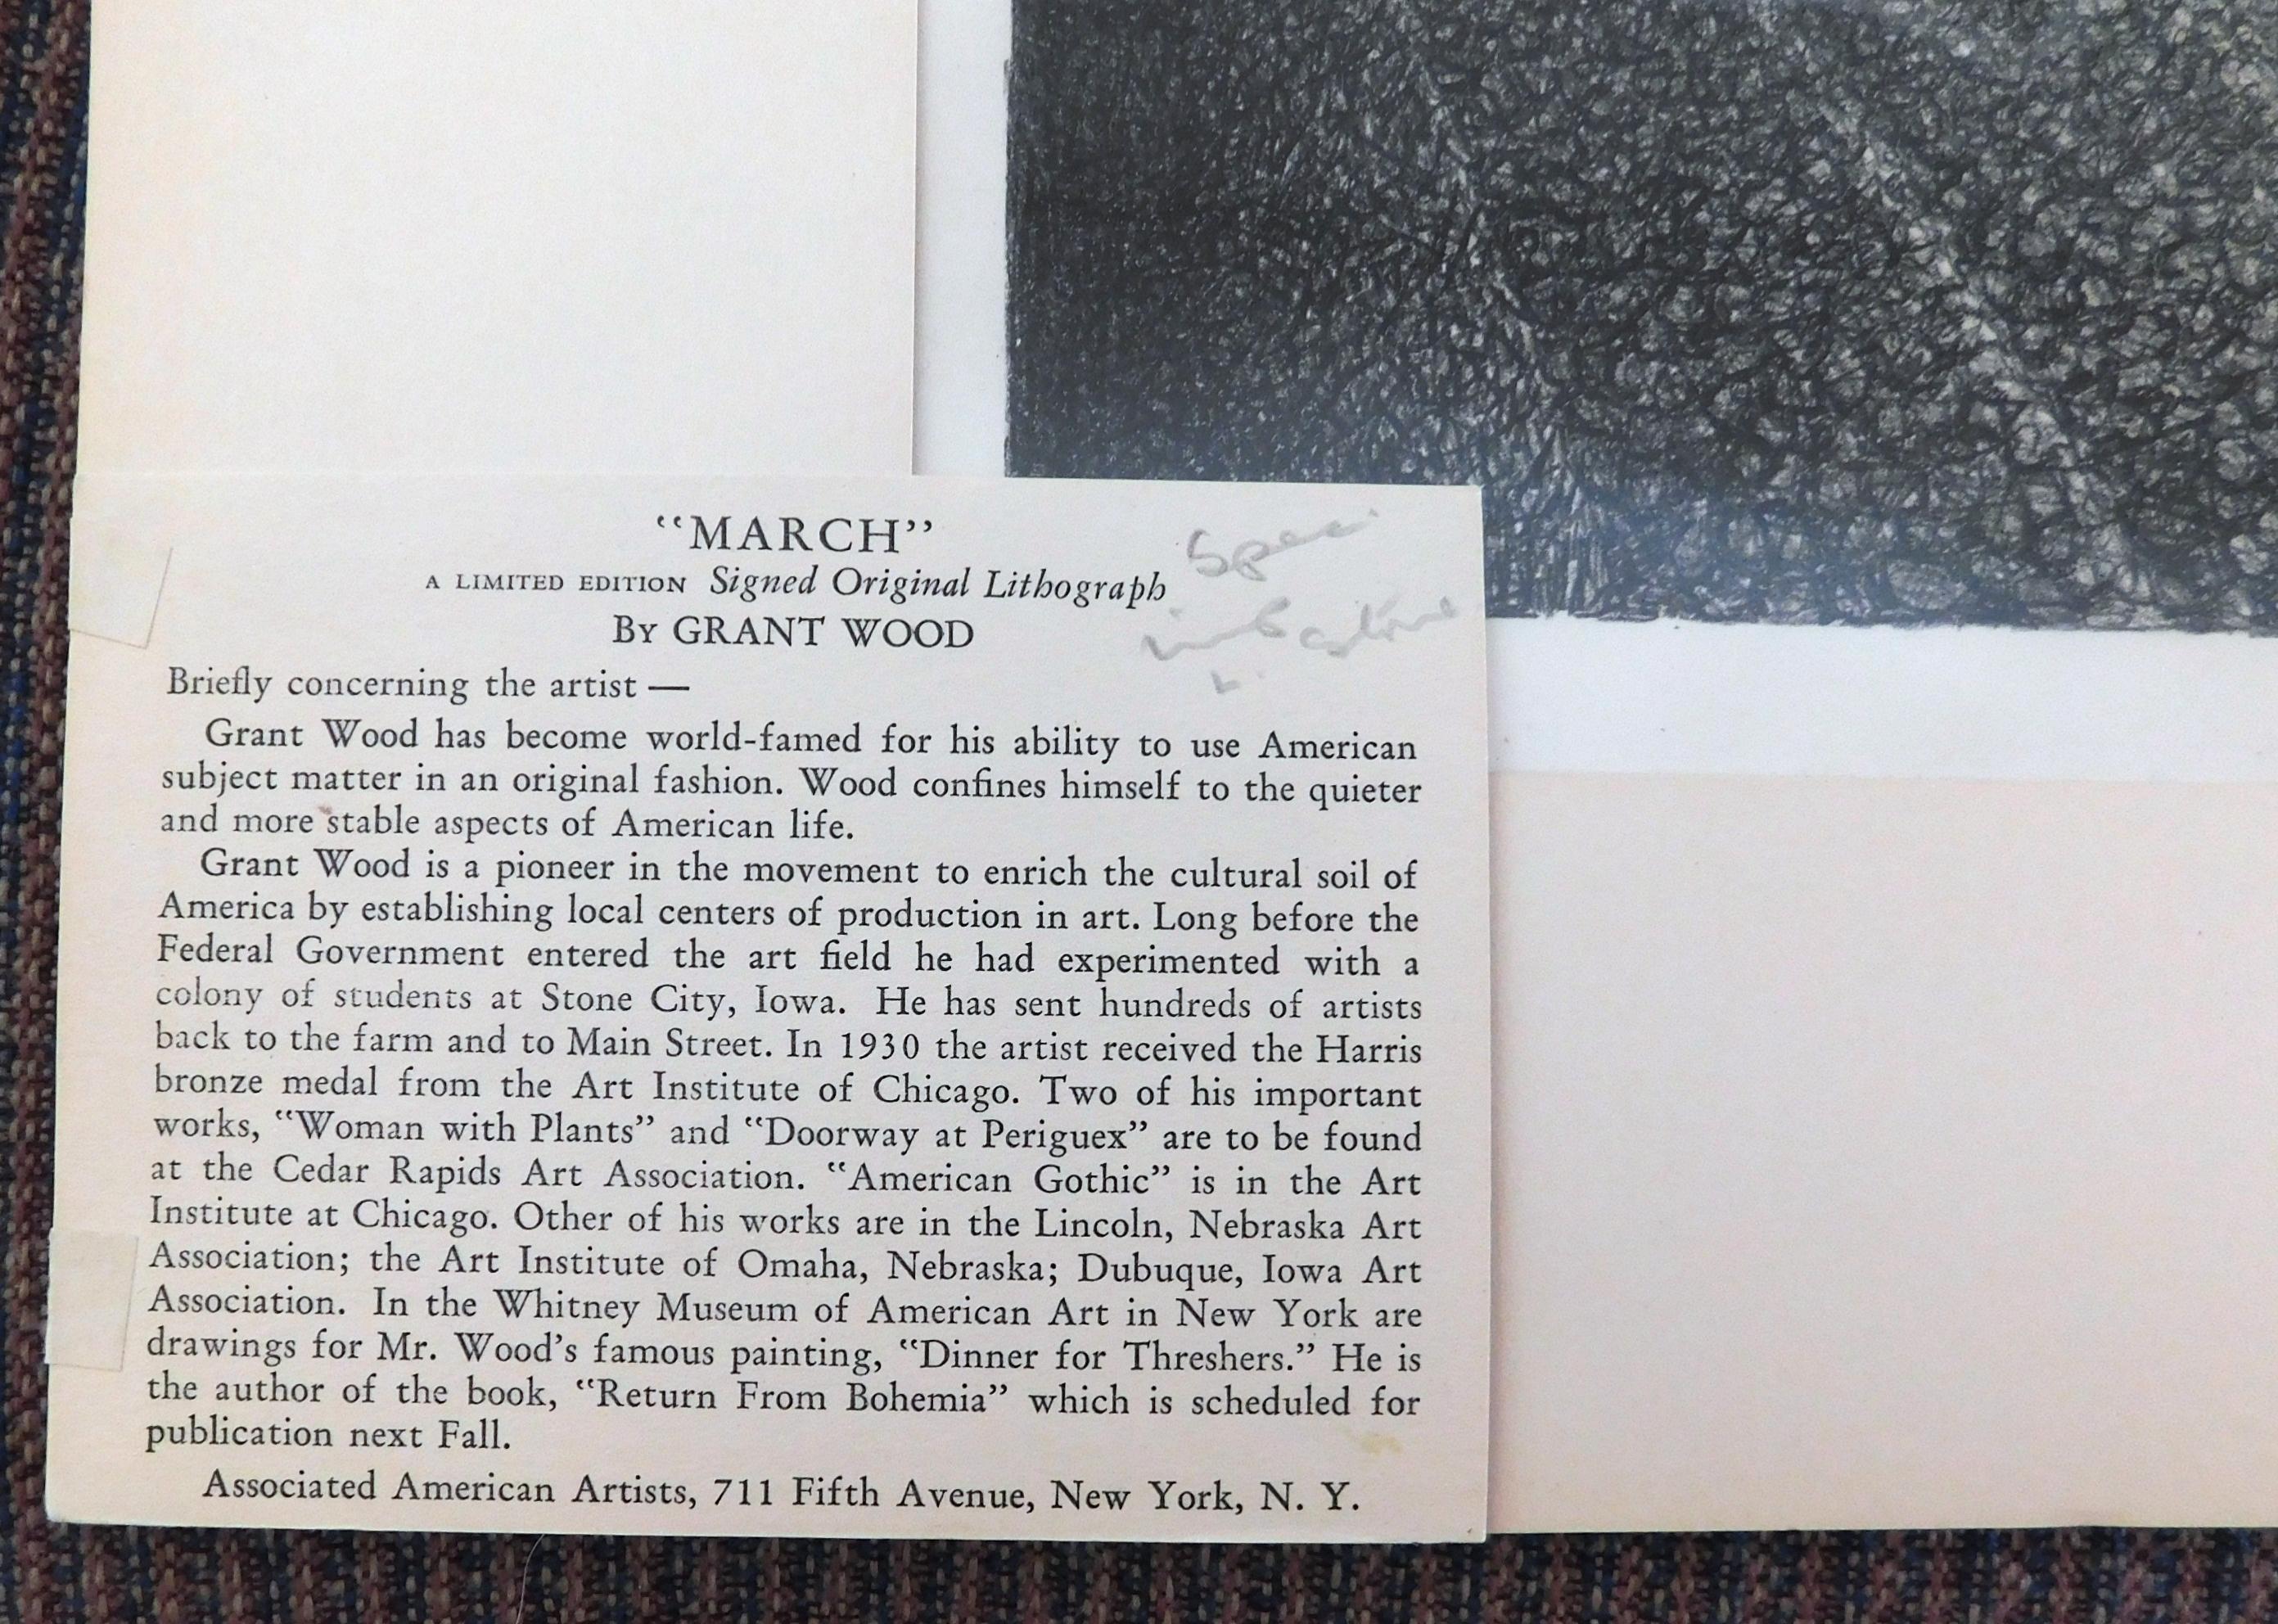 “MARCH”
A LIMITED EDITION Signed Original Lithograph
By GRANT WOOD
Briefly concerning the artist —
Grant Wood has become world-famed for his ability to use American
subject matter in an original fashion. Wood confines himself to the quieter
and more stable aspects of American life.
Grant Wood is a pioneer in the movement to enrich the cultural soil of
America by establishing local centers of production in art. Long before the
Federal Government entered the art field he had experimented with a
colony of students at Stone City, Iowa. He has sent hundreds of artists
back to the farm and to Main Street. In 1930 the artist received the Harris
bronze medal from the Art Institute of Chicago. Two of his important
works, “Woman with Plants” and “Doorway at Periguex” are to be found
at the Cedar Rapids Art Association. “American Gothic” is in the Art
Institute at Chicago. Other of his works are in the Lincoln, Nebraska Art
Association; the Art Institute of Omaha, Nebraska; Dubuque, Iowa Art
Association. In the Whitney Museum of American Art in New York are
drawings for Mr. Wood’s famous painting, “Dinner for Threshers.” He is
the author of the book, “Return From Bohemia” which is scheduled for
publication next Fall.
Associated American Artists, 711 Fifth Avenue, New York, N. Y.